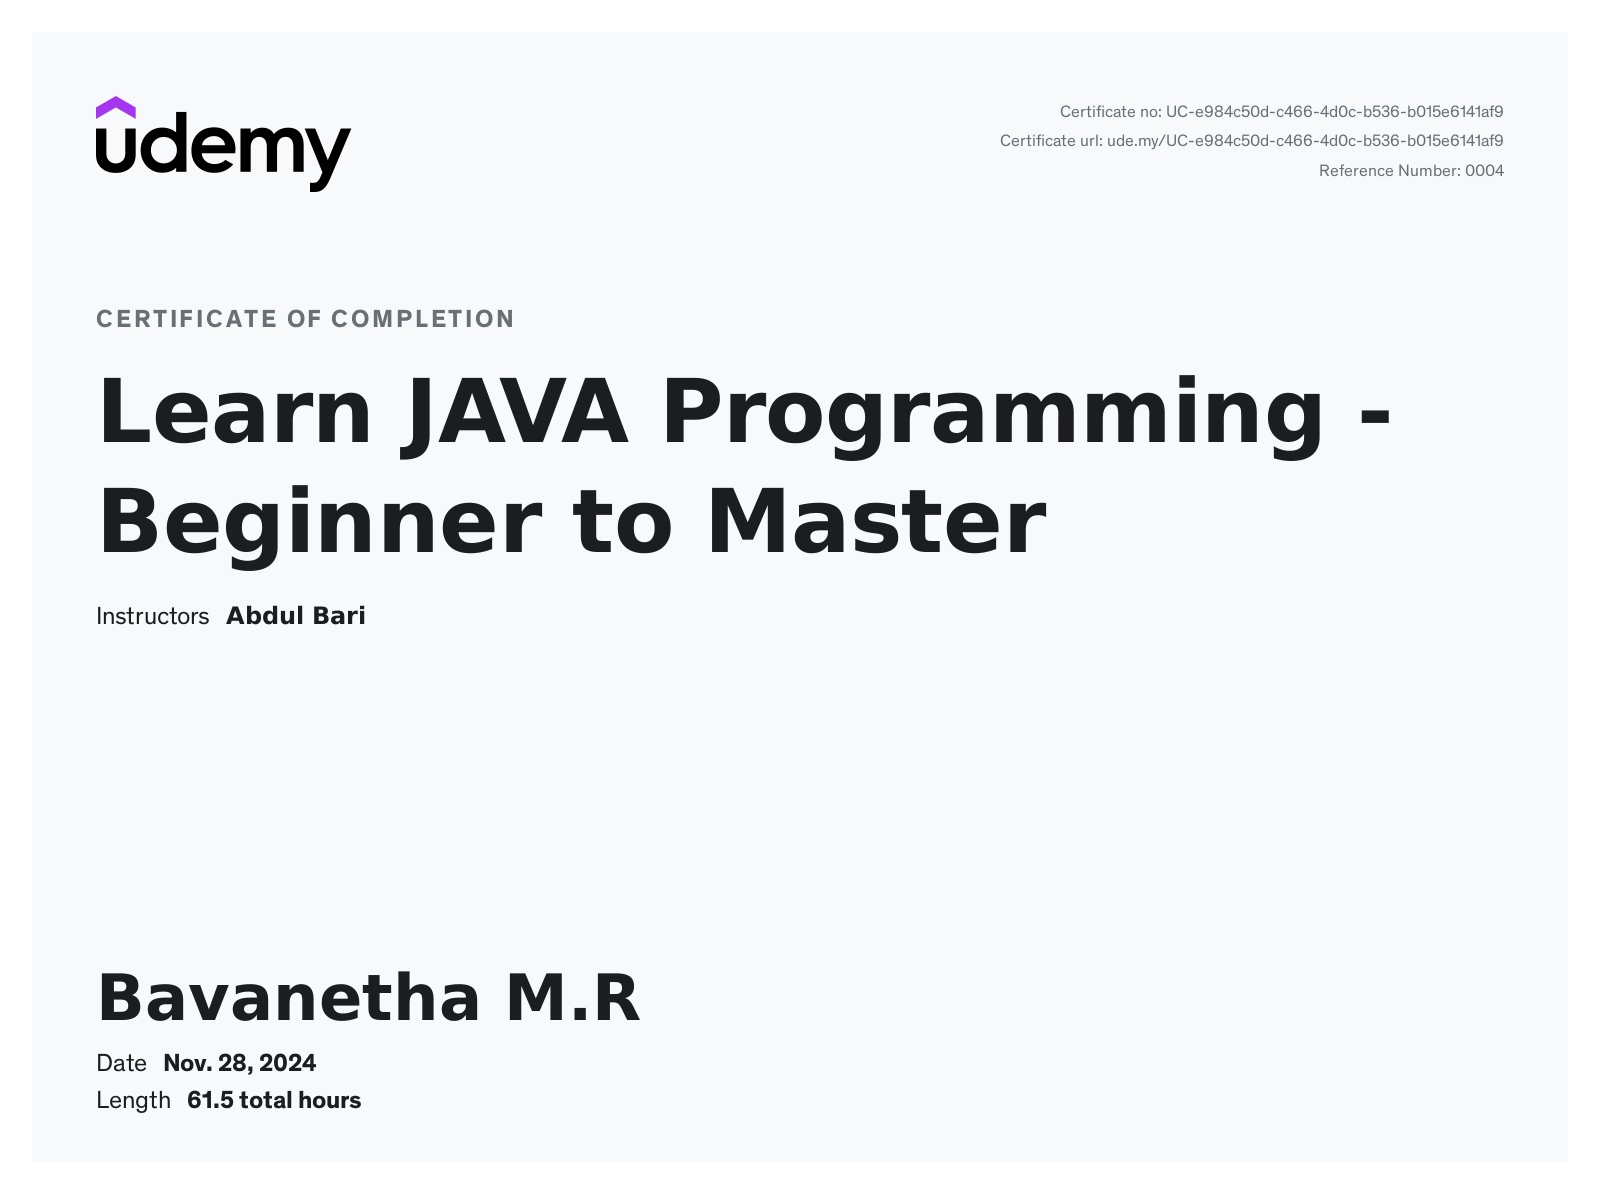 udemy
Certificate no: UC-e984c50d-c466-4d0c-b536-b015e6141af9
Certificate url: ude.my/UC-e984c50d-c466-4d0c-b536-b015e6141af9
Reference Number: 0004
CERTIFICATE OF COMPLETION
Learn JAVA Programming -
Beginner to Master
Instructors Abdul Bari
Bavanetha M.R
Date Nov. 28, 2024
Length 61.5 total hours